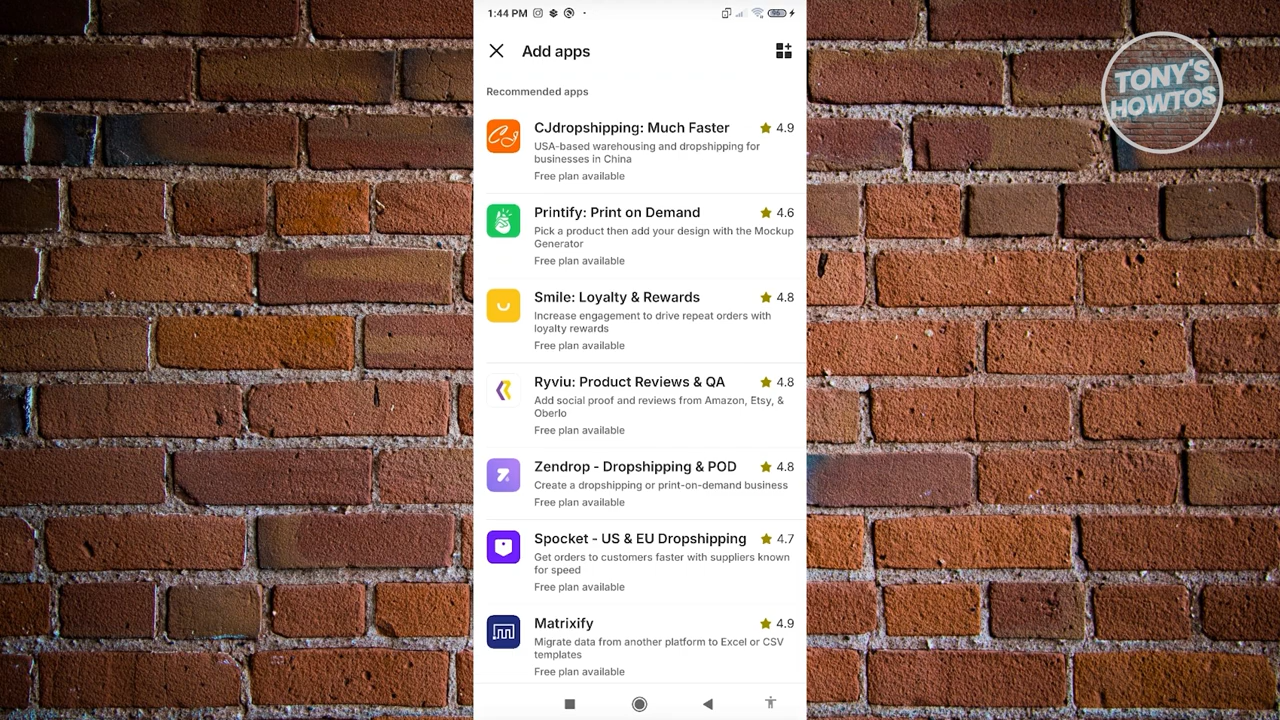 1:44 PM
96
Add apps
TONY'S
HOWTOS
Recommended apps
CJdropshipping: Much Faster 4.9
USA-based warehousing and dropshipping for
businesses in China
Free plan available
Printify: Print on Demand 4.6
Pick a product then add your design with the Mockup
Generator
Free plan available
Smile: Loyalty & Rewards 4.8
Increase engagement to drive repeat orders with
loyalty rewards
Free plan available
Ryviu: Product Reviews & QA 4.8
Add social proof and reviews from Amazon, Etsy, &
Oberlo
Free plan available
Zendrop - Dropshipping & POD 4.8
Create a dropshipping or print-on-demand business
Free plan available
Spocket - US & EU Dropshipping 4.7
Get orders to customers faster with suppliers known
for speed
Free plan available
Matrixify 4.9
Migrate data from another platform to Excel or CSV
templates
Free plan available